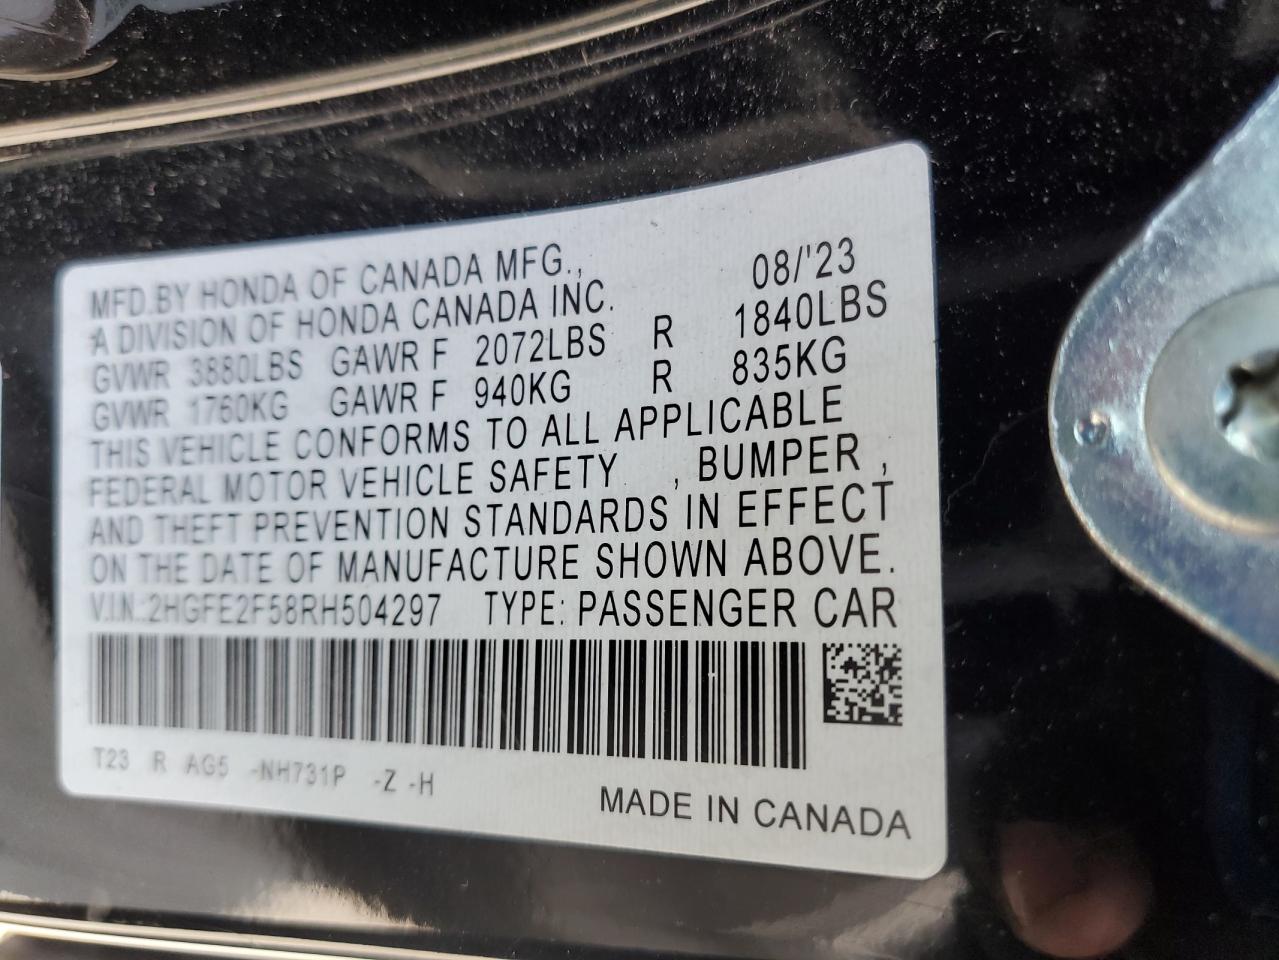 MFD.BY HONDA OF CANADA MFG., 08/'23
A DIVISION OF HONDA CANADA INC.
GVWR 3880LBS GAWR F 2072LBS R 1840LBS
GVWR 1760KG GAWR F 940KG R 835KG
THIS VEHICLE CONFORMS TO ALL APPLICABLE
FEDERAL MOTOR VEHICLE SAFETY , BUMPER ,
AND THEFT PREVENTION STANDARDS IN EFFECT
ON THE DATE OF MANUFACTURE SHOWN ABOVE.
V.I.N.:2HGFE2F58RH504297 TYPE: PASSENGER CAR
T23 R AG5 -NH731P -Z -H
MADE IN CANADA